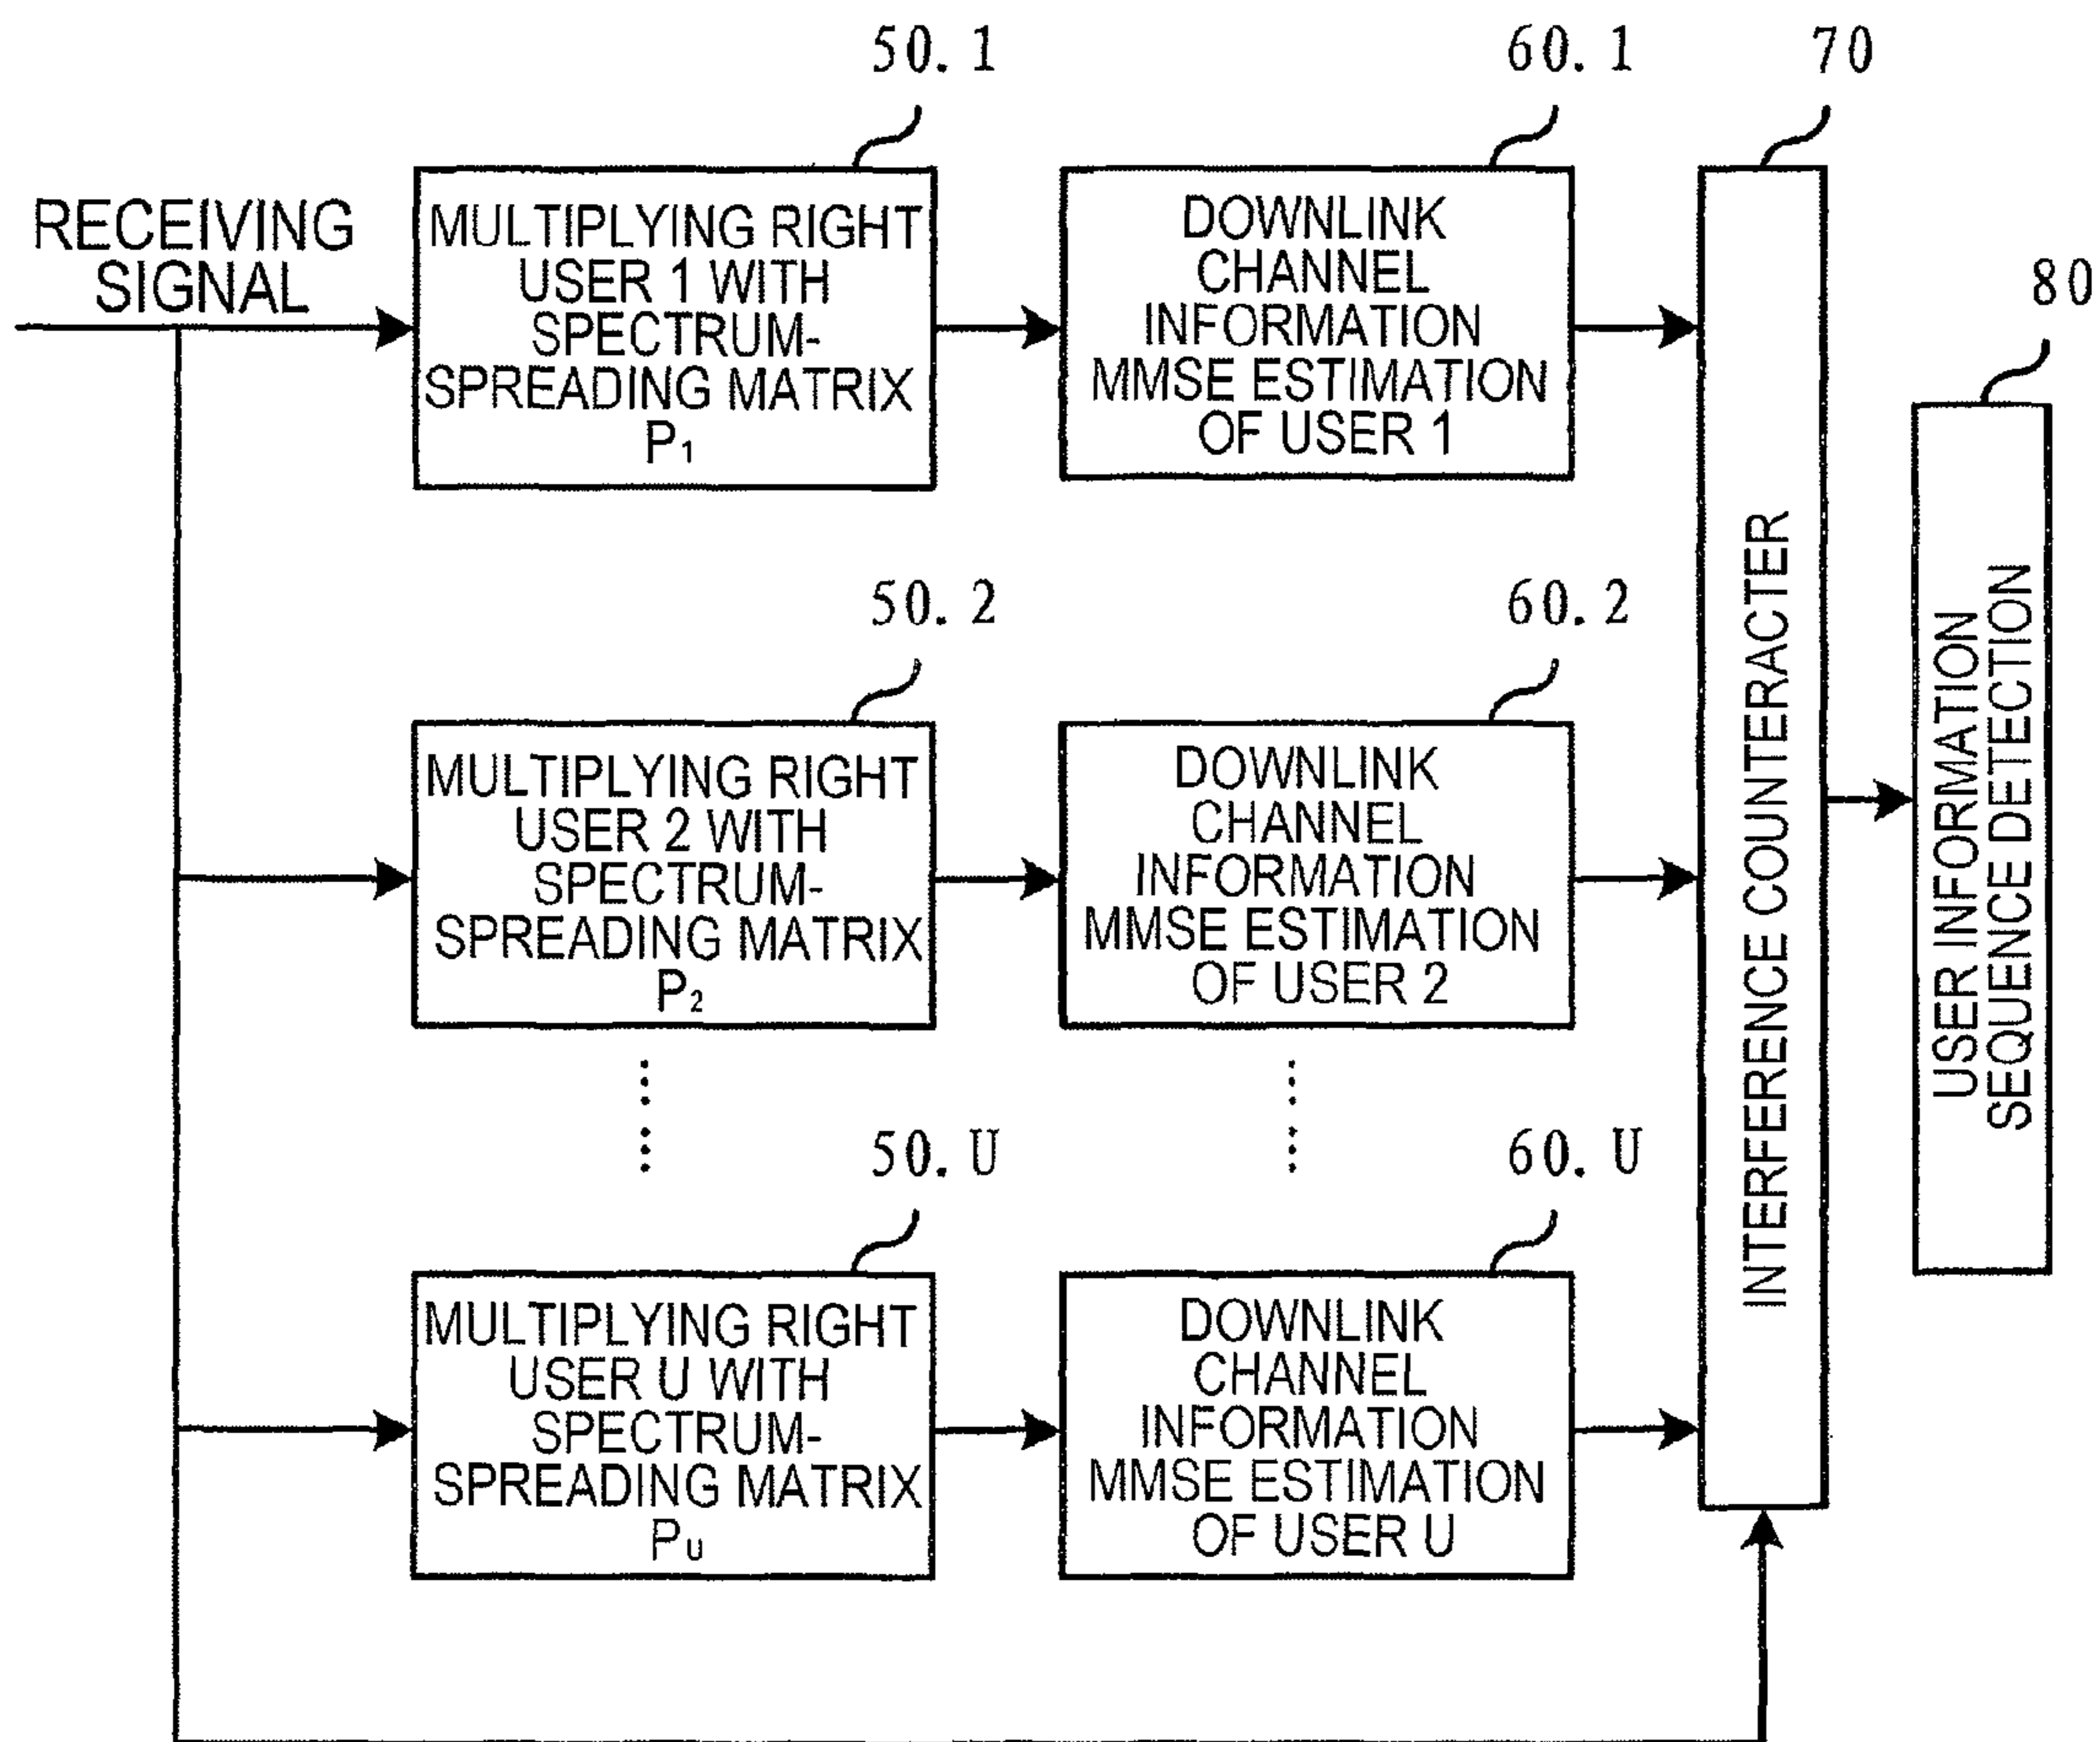 50.1
60.1
70
RECEIVING
SIGNAL
MULTIPLYING RIGHT
USER 1 WITH
SPECTRUM-
SPREADING MATRIX
P₁
DOWNLINK
CHANNEL
INFORMATION
MMSE ESTIMATION
OF USER 1
80
50.2
60.2
MULTIPLYING RIGHT
USER 2 WITH
SPECTRUM-
SPREADING MATRIX
P₂
DOWNLINK
CHANNEL
INFORMATION
MMSE ESTIMATION
OF USER 2
INTERFERENCE COUNTERACTER
USER INFORMATION
SEQUENCE DETECTION
50.U
60.U
MULTIPLYING RIGHT
USER U WITH
SPECTRUM-
SPREADING MATRIX
Pᵤ
DOWNLINK
CHANNEL
INFORMATION
MMSE ESTIMATION
OF USER U